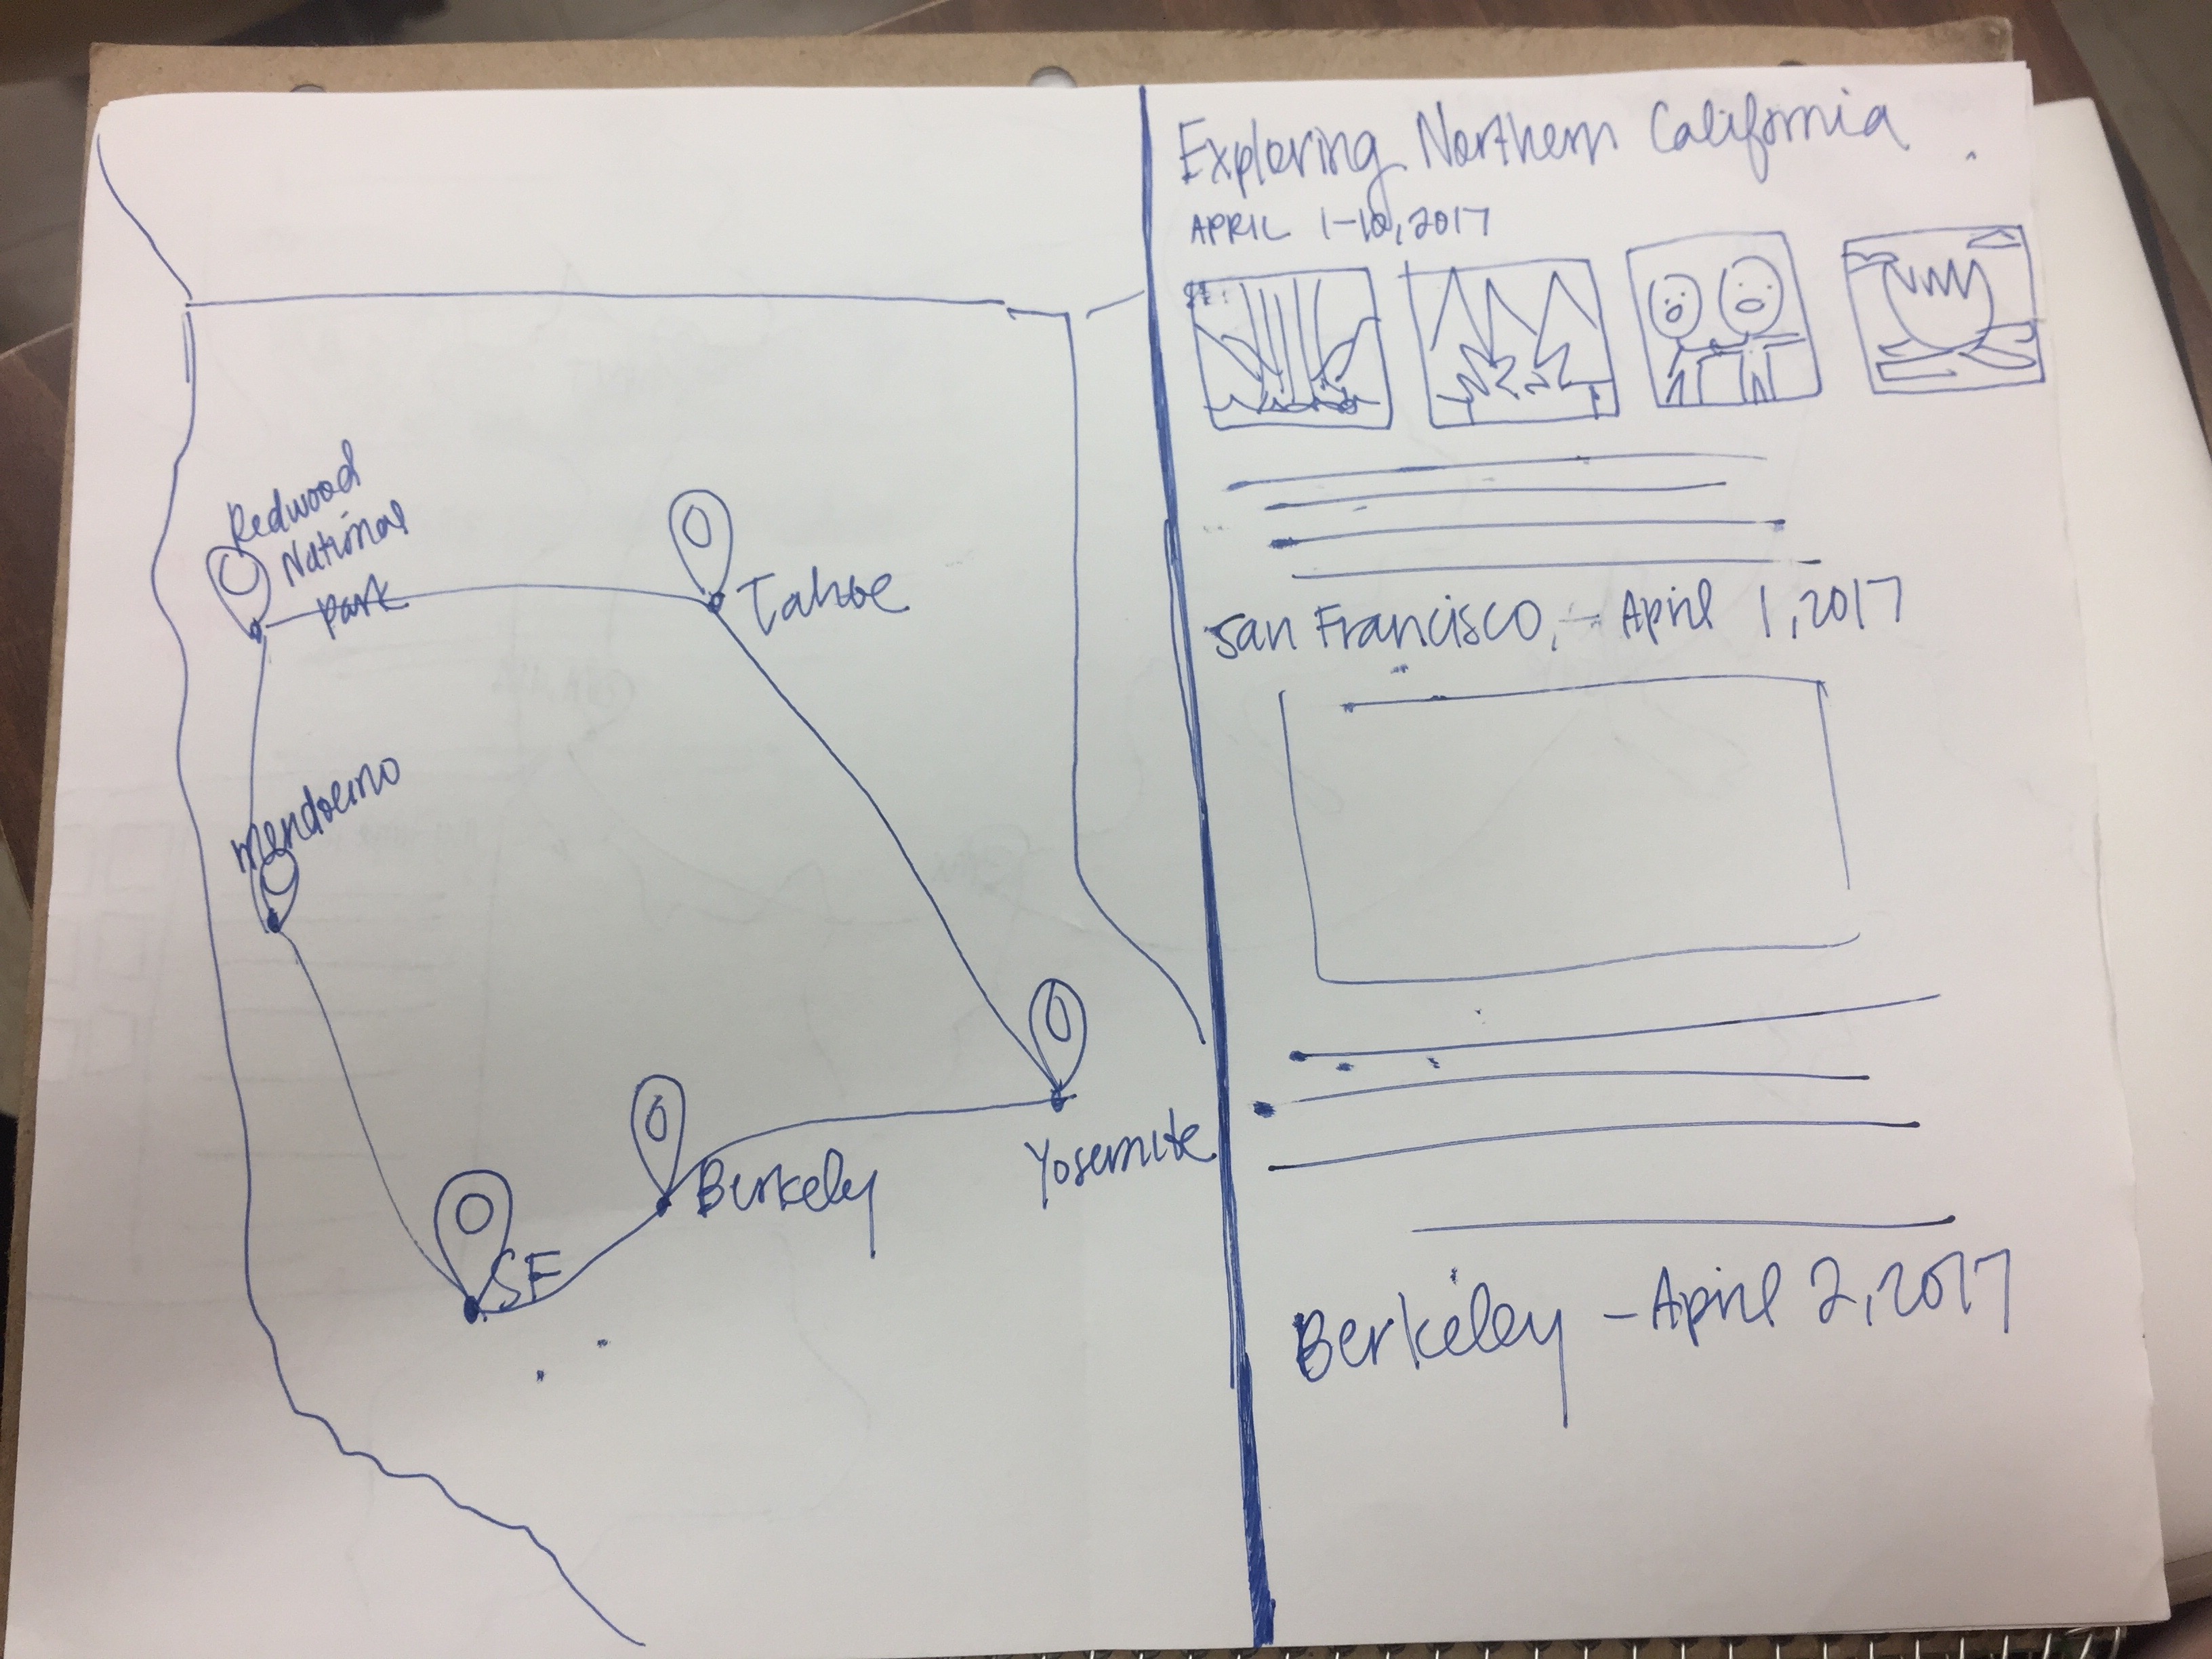 Redwood
National
Park
Tahoe
Mendocino
Yosemite
Berkely
SF
Exploring Northern California
APRIL 1-10, 2017
San Francisco, - April 1, 2017
Berkeley - April 2, 2017